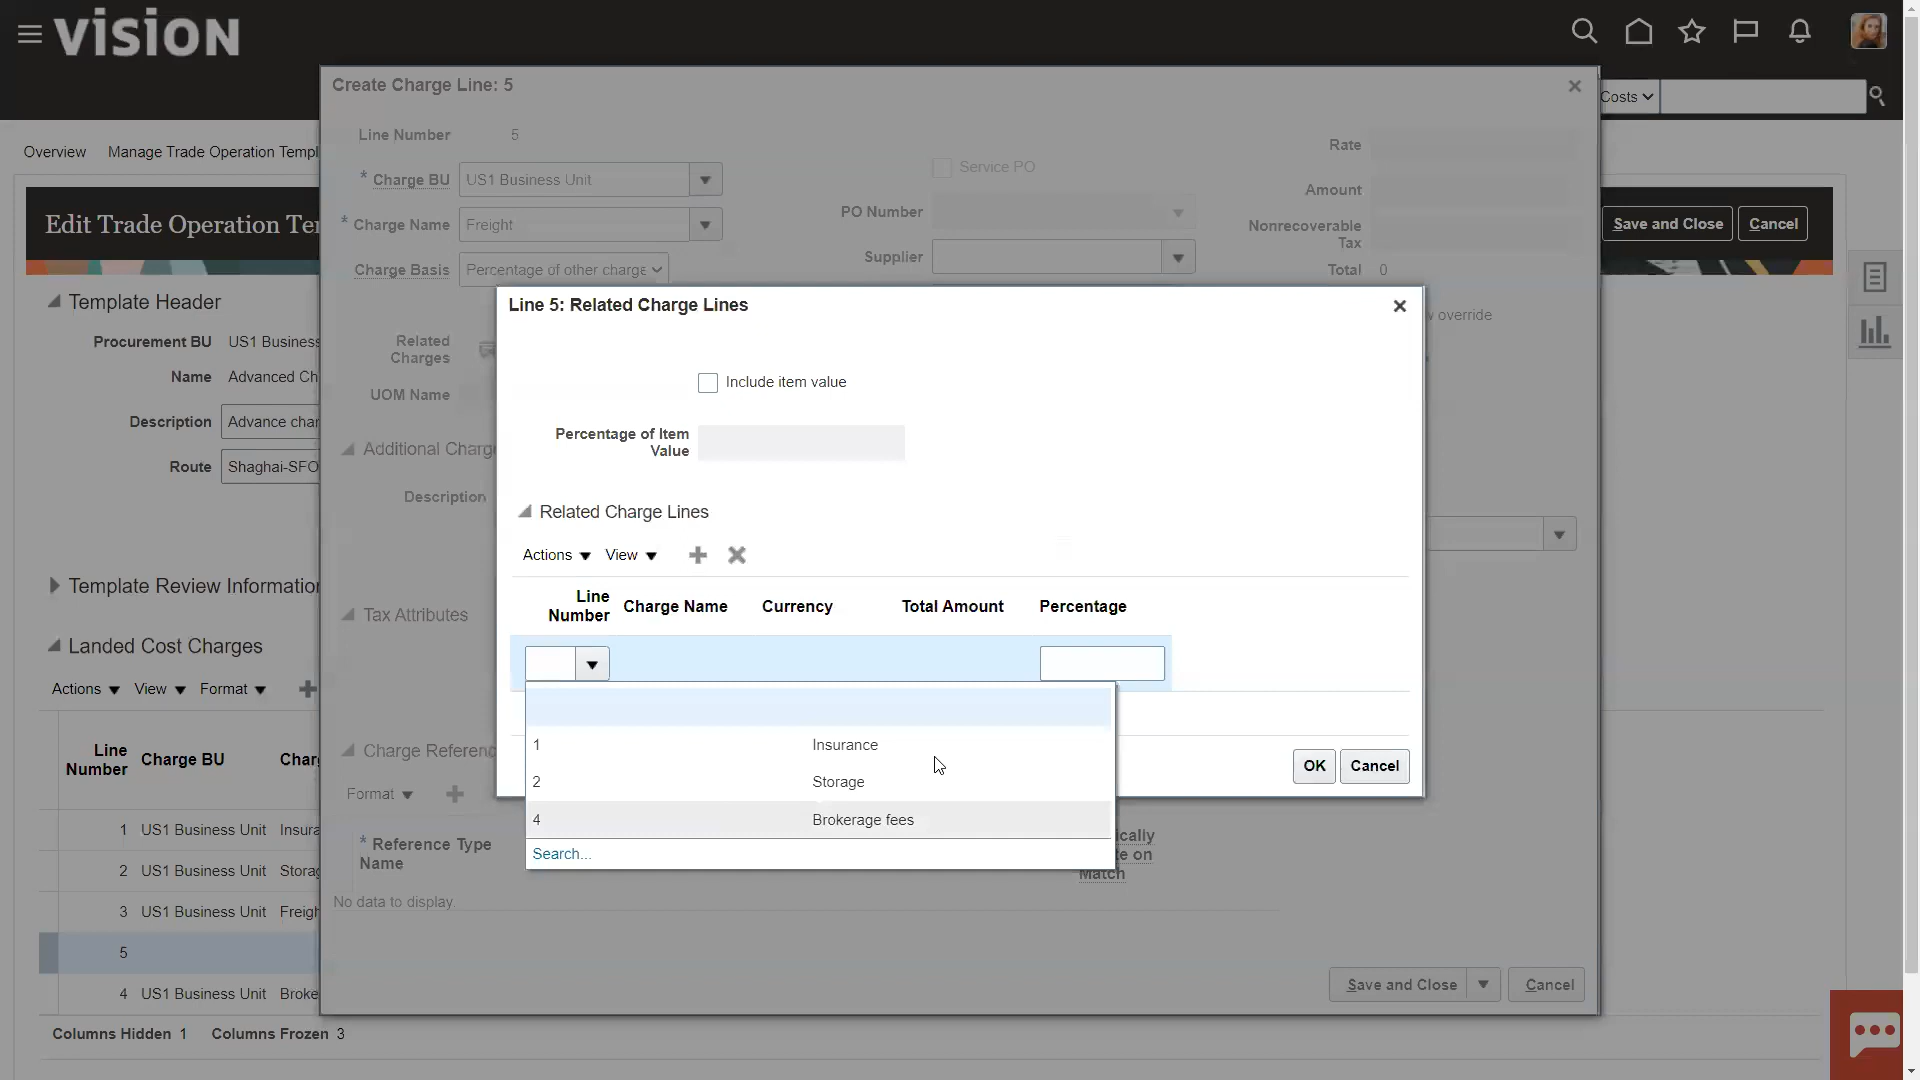 vision
Create Charge Line: 5
Costs
Line Number 5
Rate
Overview Manage Trade Operation Templ
Service PO
* Charge BU US1 Business Unit
Amount
PO Number
Edit Trade Operation Te
* Charge Name Freight
Nonrecoverable
Tax
Save and Close Cancel
Supplier
Charge Basis Percentage of other charge
Total 0
Template Header
Line 5: Related Charge Lines
override
Procurement BU US1 Business
Related
Charges
Name Advanced Ch
Include item value
UOM Name
Description Advance char
Percentage of Item
Value
Additional Charg
Route Shaghai-SFO
Description
Related Charge Lines
Actions View
Template Review Information
Line
Number Charge Name Currency Total Amount Percentage
Tax Attributes
Landed Cost Charges
Actions View Format
1 Insurance
2 Storage
4 Brokerage fees
Search...
OK Cancel
Charge Referenc
Line
Number Charge BU Char
Format
* Reference Type
Name
ically
e on
Match
1 US1 Business Unit Insura
2 US1 Business Unit Storag
No data to display.
3 US1 Business Unit Freigh
5
4 US1 Business Unit Broke
Save and Close Cancel
Columns Hidden 1 Columns Frozen 3